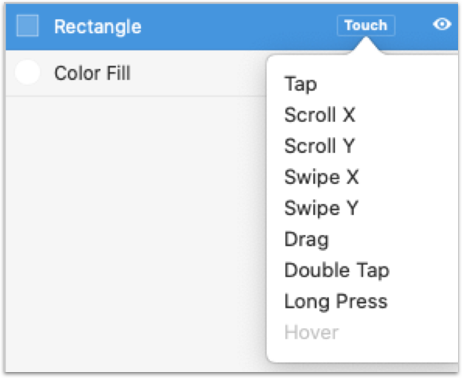 Rectangle Touch
Color Fill
Tap
Scroll X
Scroll Y
Swipe X
Swipe Y
Drag
Double Tap
Long Press
Hover